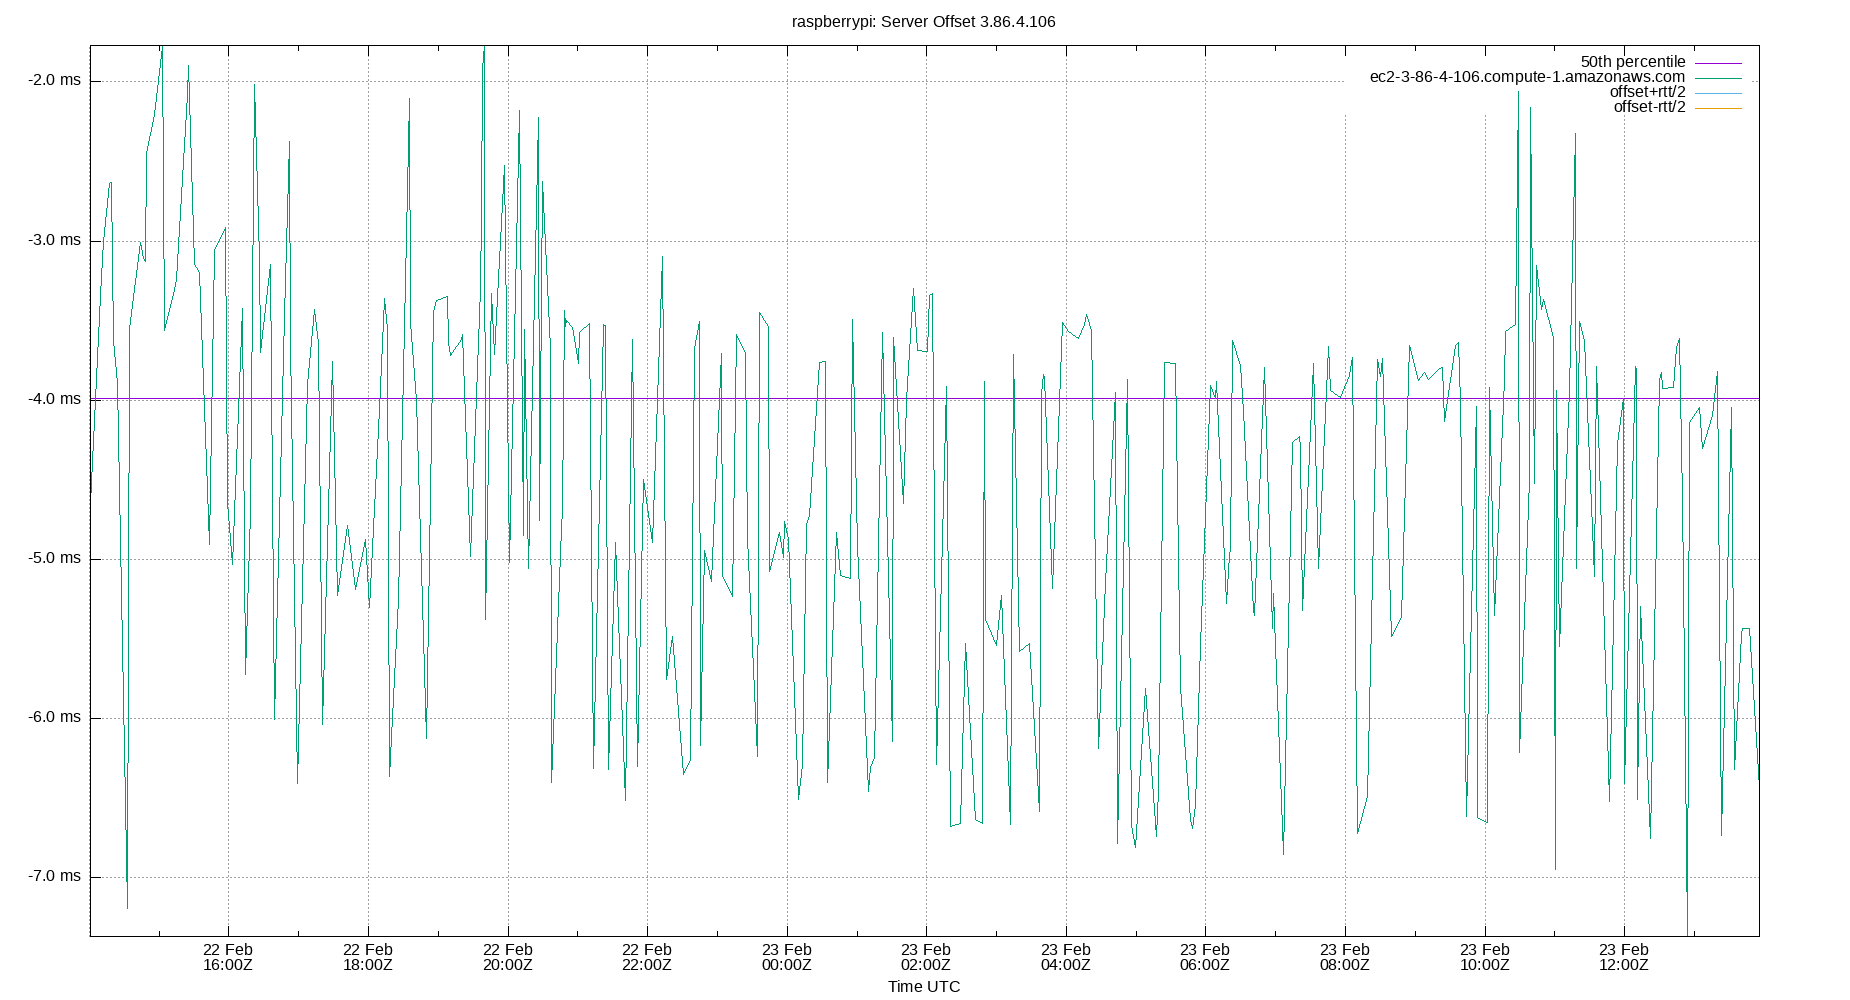 raspberrypi: Server Offset 3.86.4.106
50th percentile
ec2-3-86-4-106.compute-1.amazonaws.com
offset+rtt/2
offset-rtt/2
-2.0 ms
-3.0 ms
-4.0 ms
-5.0 ms
-6.0 ms
-7.0 ms
22 Feb 22 Feb 22 Feb 22 Feb 23 Feb 23 Feb 23 Feb 23 Feb 23 Feb 23 Feb 23 Feb
16:00Z 18:00Z 20:00Z 22:00Z 00:00Z 02:00Z 04:00Z 06:00Z 08:00Z 10:00Z 12:00Z
Time UTC